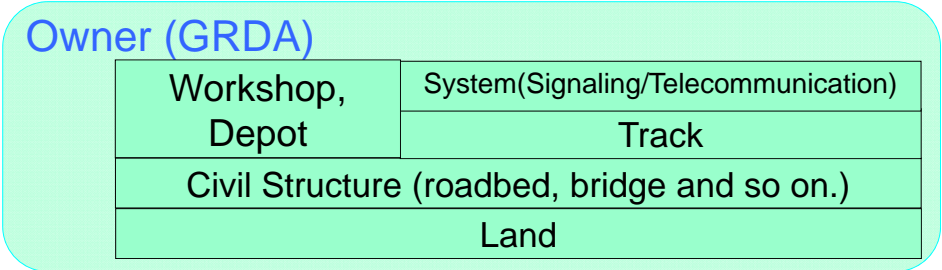 Owner (GRDA)
Workshop,
Depot
System(Signaling/Telecommunication)
Track
Civil Structure (roadbed, bridge and so on.)
Land